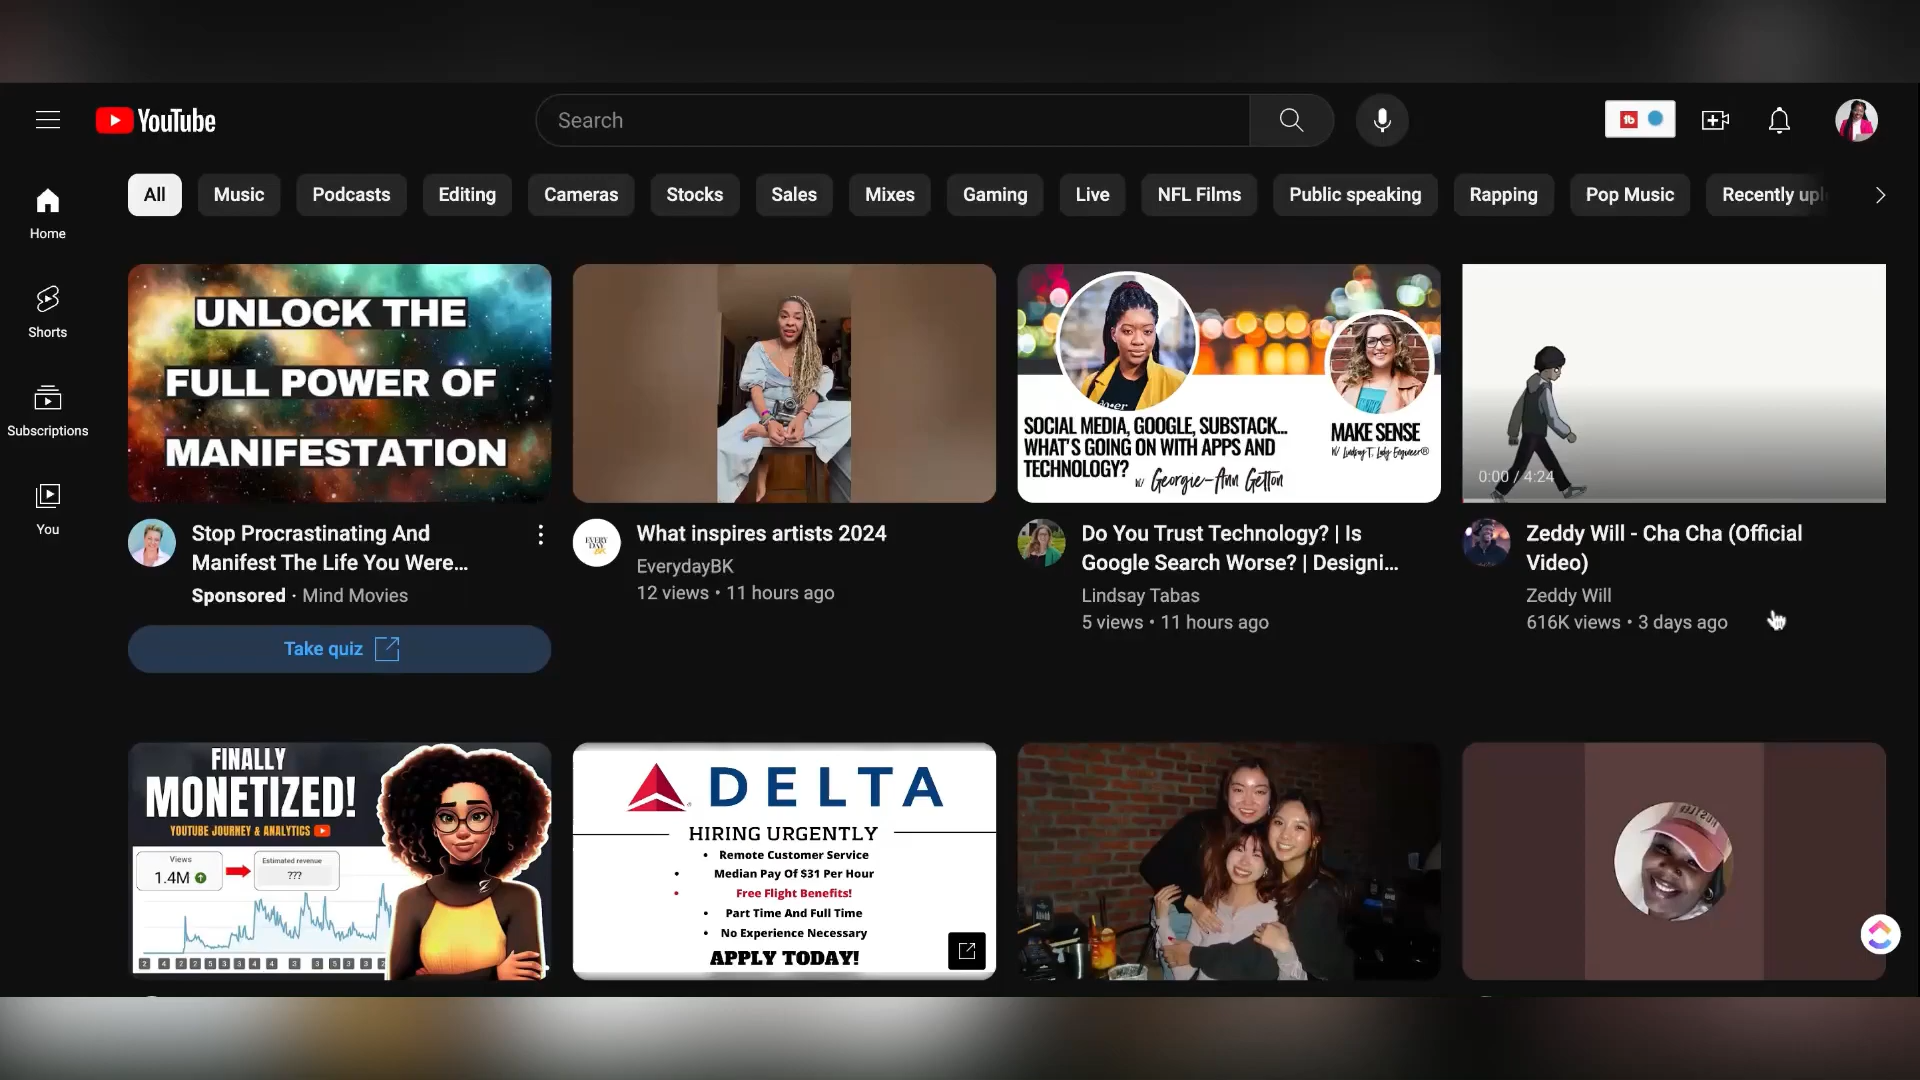 YouTube
Search
tb
All
Music
Podcasts
Editing
Cameras
Stocks
Sales
Mixes
Gaming
Live
NFL Films
Public speaking
Rapping
Pop Music
Recently upl
Home
Shorts
Subscriptions
You
UNLOCK THE
FULL POWER OF
MANIFESTATION
Stop Procrastinating And
Manifest The Life You Were...
Sponsored · Mind Movies
Take quiz
EVERY
DAY
BK
What inspires artists 2024
EverydayBK
12 views • 11 hours ago
SOCIAL MEDIA, GOOGLE, SUBSTACK...
WHAT'S GOING ON WITH APPS AND
TECHNOLOGY?
W/ Georgie-Ann Getton
MAKE SENSE
W/ Lindsay T, Lady Engineer®
Do You Trust Technology? | Is
Google Search Worse? | Designi...
Lindsay Tabas
5 views • 11 hours ago
0:00 / 4:24
Zeddy Will - Cha Cha (Official
Video)
Zeddy Will
616K views • 3 days ago
FINALLY
MONETIZED!
YOUTUBE JOURNEY & ANALYTICS
Views
1.4M
Estimated revenue
???
DELTA
HIRING URGENTLY
• Remote Customer Service
• Median Pay Of $31 Per Hour
• Free Flight Benefits!
• Part Time And Full Time
• No Experience Necessary
APPLY TODAY!